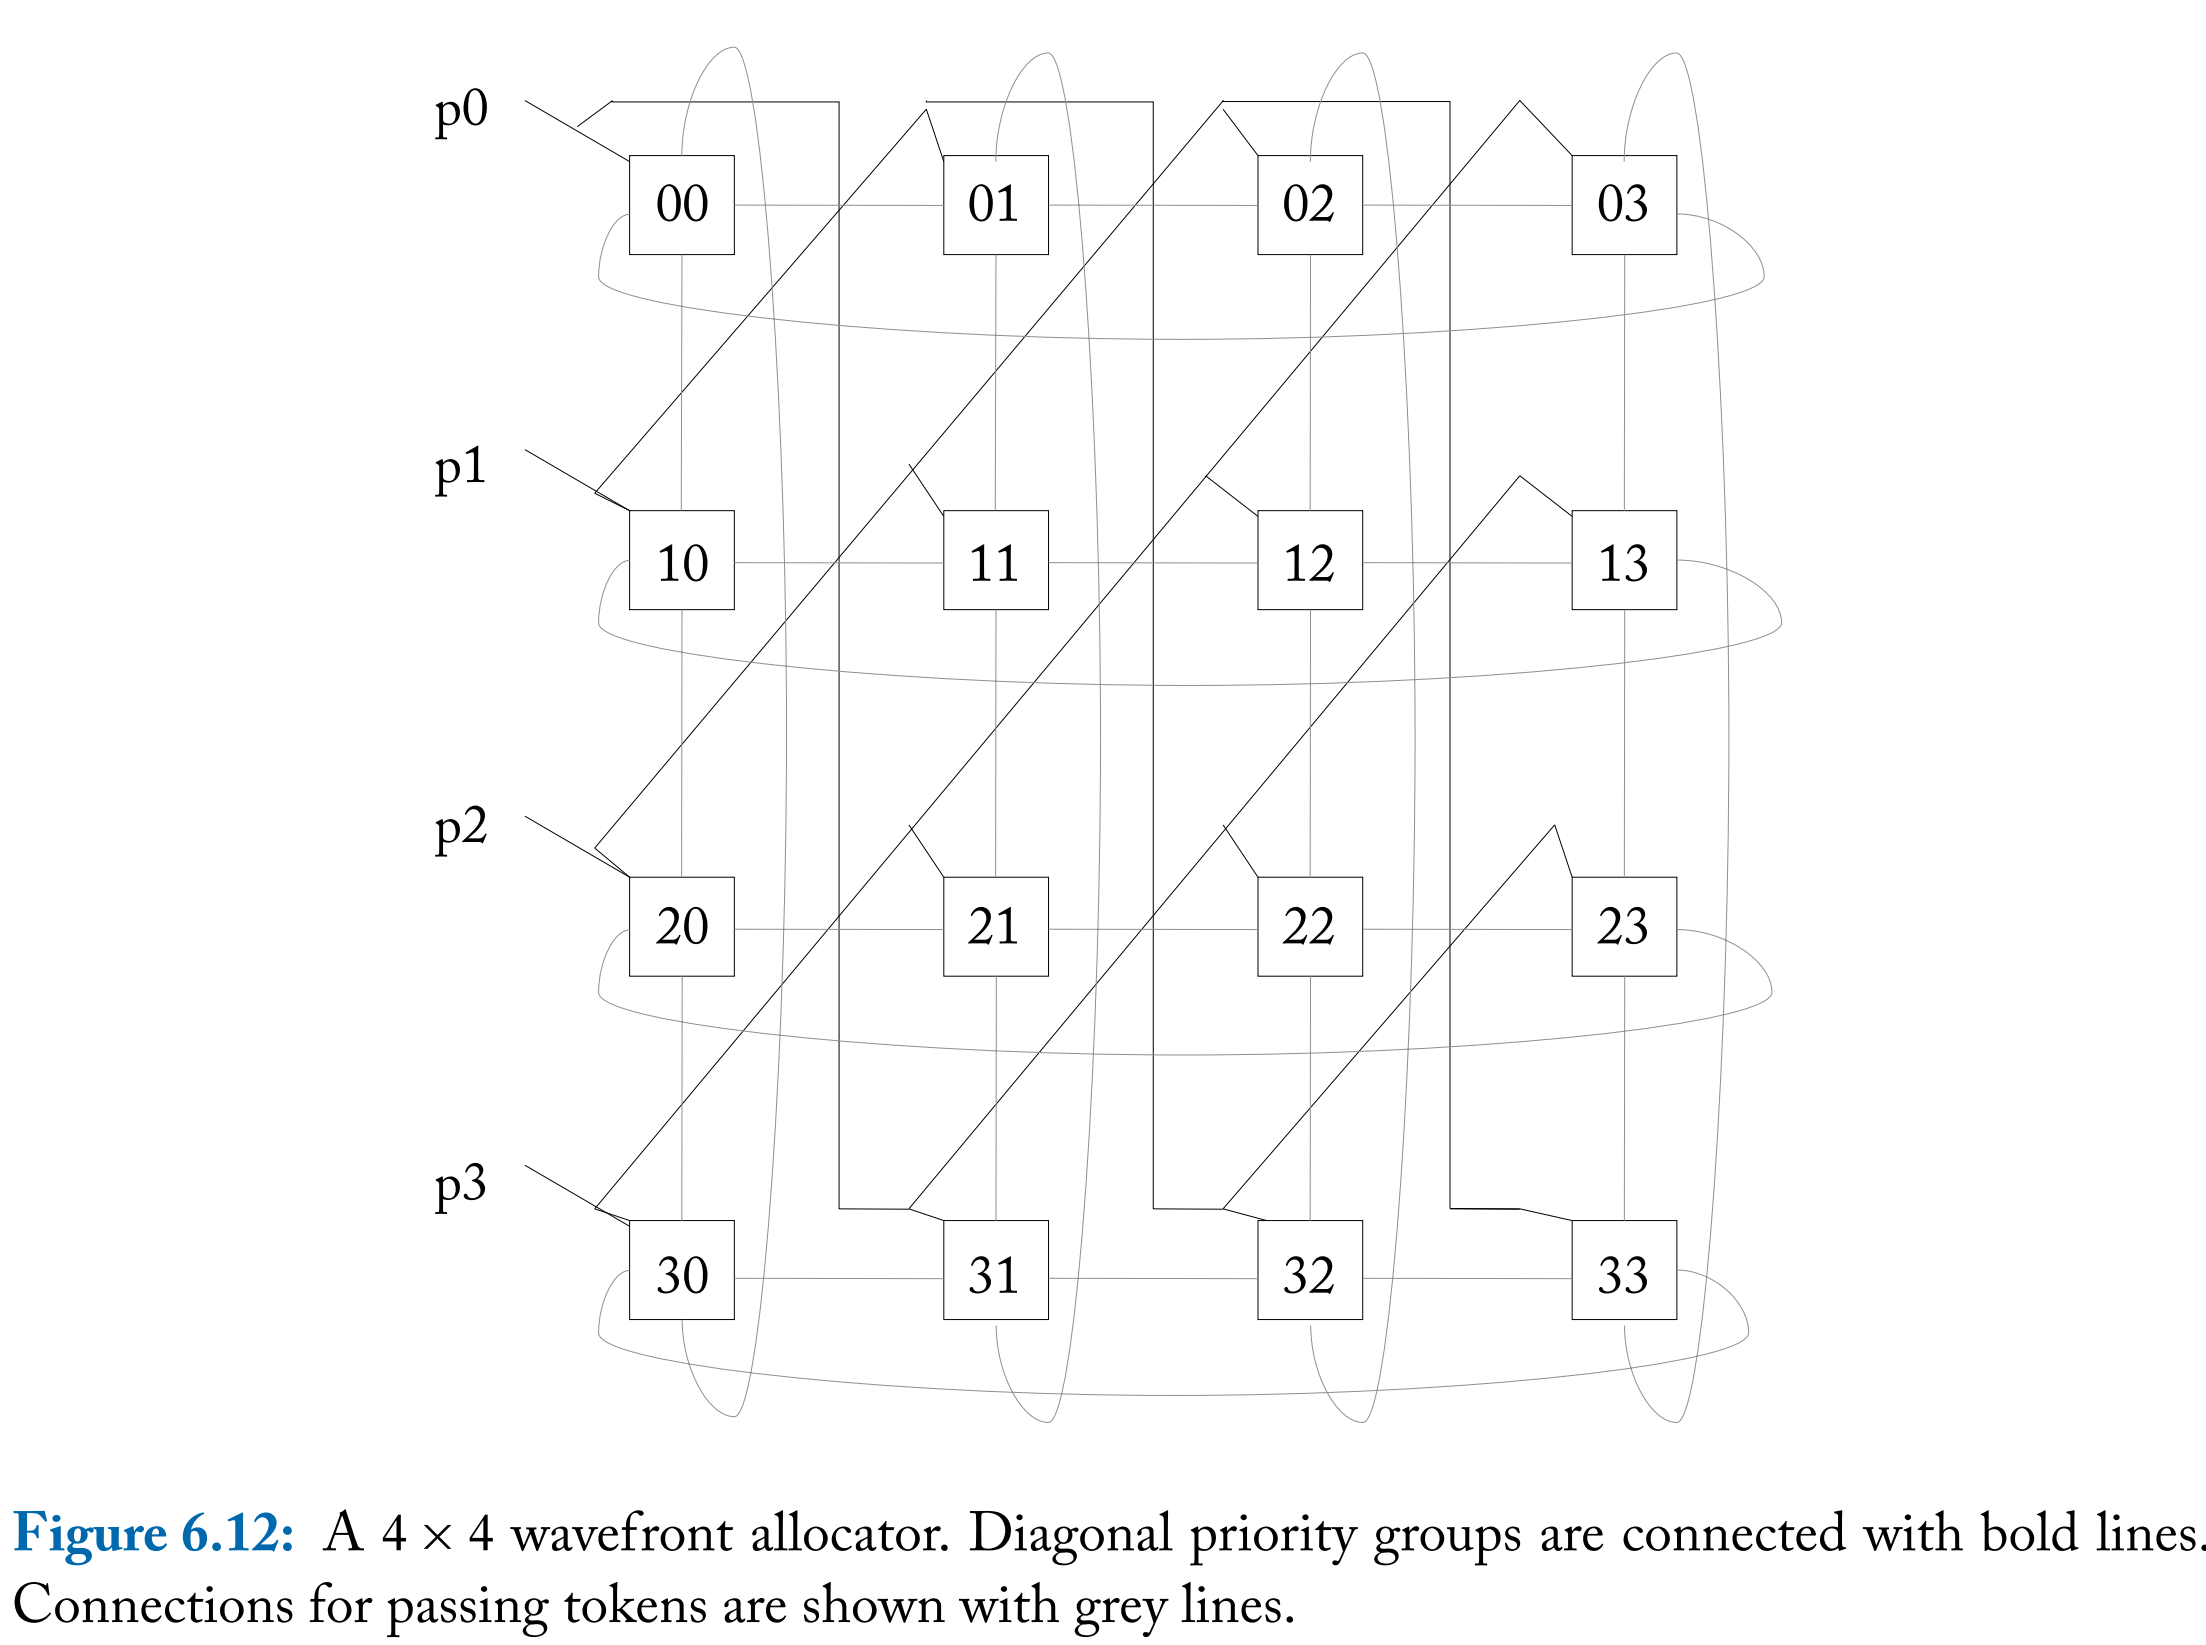 p0
00 01 02 03
p1
10 11 12 13
p2
20 21 22 23
p3
30 31 32 33
Figure 6.12: A 4 × 4 wavefront allocator. Diagonal priority groups are connected with bold lines.
Connections for passing tokens are shown with grey lines.